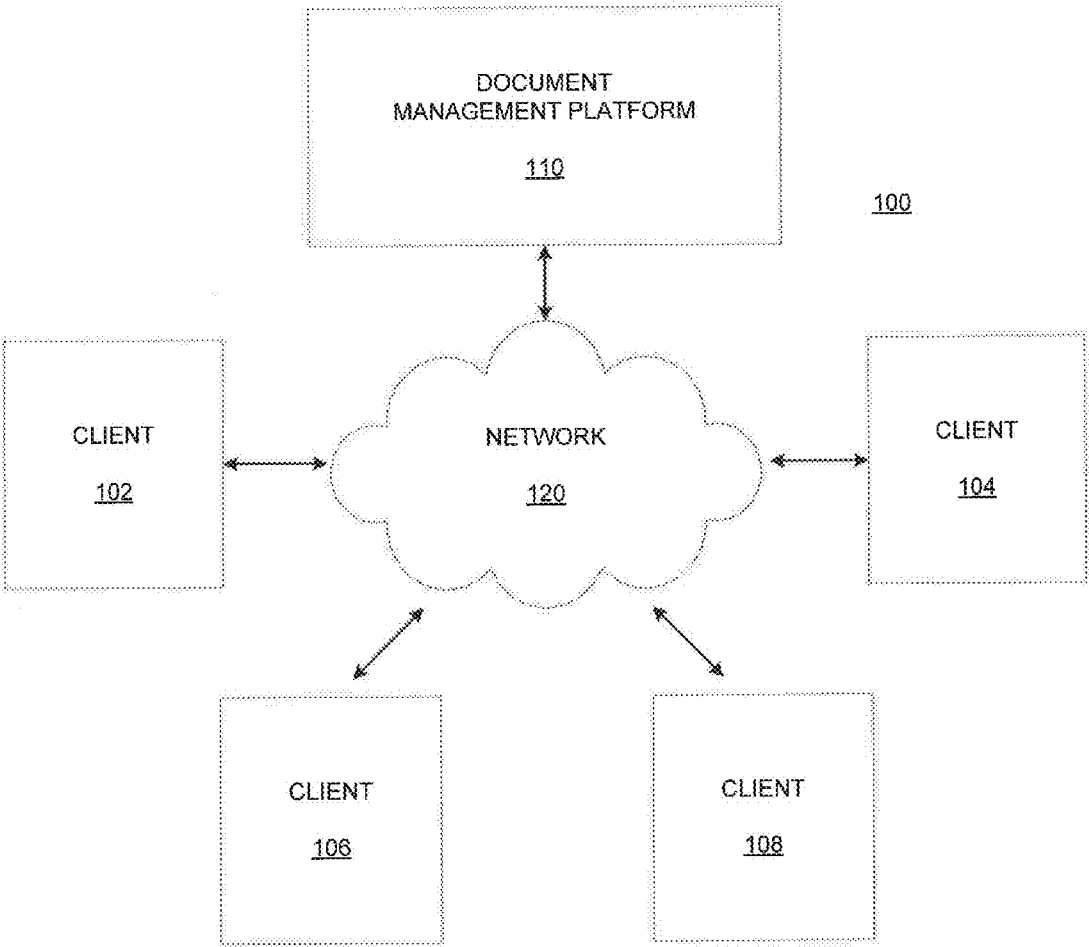 DOCUMENT
MANAGEMENT PLATFORM
110
100
CLIENT
102
NETWORK
120
CLIENT
104
CLIENT
106
CLIENT
108